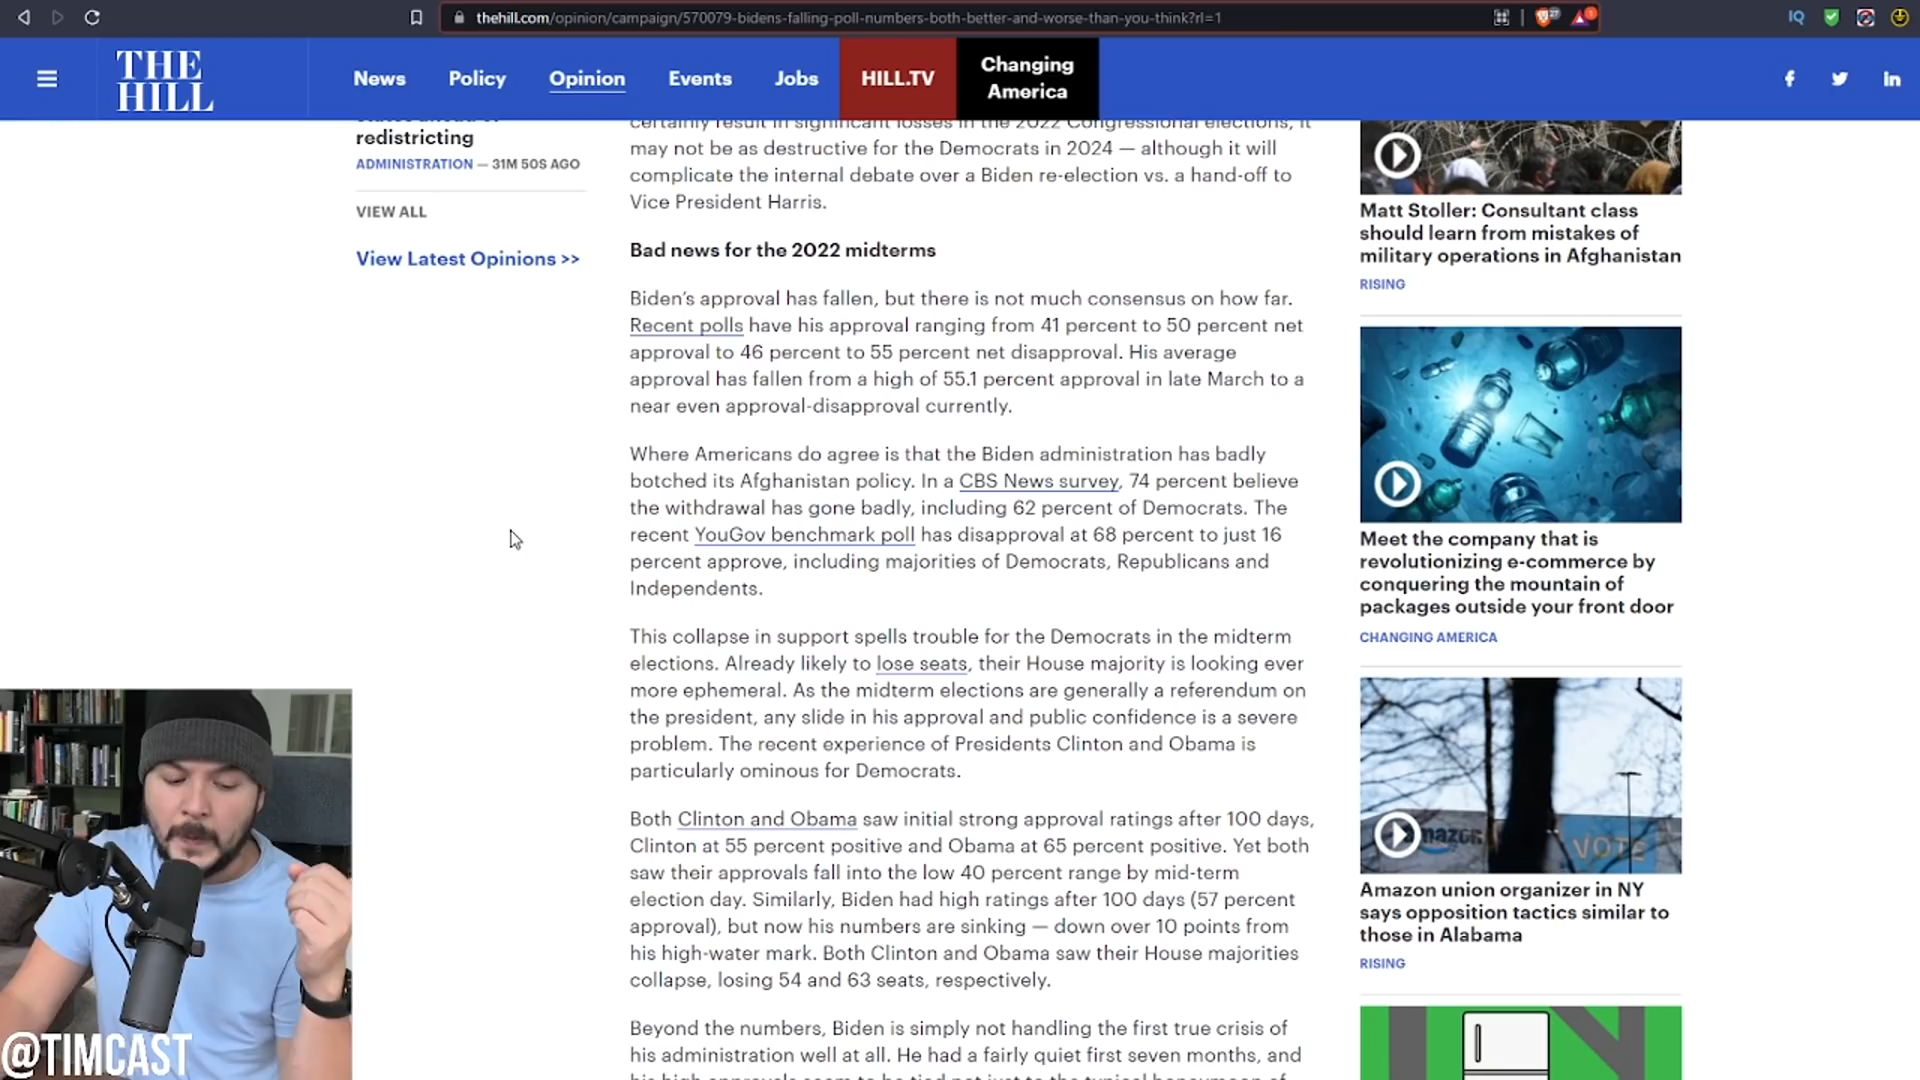 thehill.com/opinion/campaign/570079-bidens-falling-poll-numbers-both-better-and-worse-than-you-think?rl=1
IQ
THE
HILL
News
Policy
Opinion
Events
Jobs
HILL.TV
Changing
America
redistricting
ADMINISTRATION — 31M 50S AGO
VIEW ALL
View Latest Opinions >>
certainly result in significant losses in the 2022 Congressional elections, it
may not be as destructive for the Democrats in 2024 — although it will
complicate the internal debate over a Biden re-election vs. a hand-off to
Vice President Harris.
Bad news for the 2022 midterms
Biden's approval has fallen, but there is not much consensus on how far.
Recent polls have his approval ranging from 41 percent to 50 percent net
approval to 46 percent to 55 percent net disapproval. His average
approval has fallen from a high of 55.1 percent approval in late March to a
near even approval-disapproval currently.
Where Americans do agree is that the Biden administration has badly
botched its Afghanistan policy. In a CBS News survey, 74 percent believe
the withdrawal has gone badly, including 62 percent of Democrats. The
recent YouGov benchmark poll has disapproval at 68 percent to just 16
percent approve, including majorities of Democrats, Republicans and
Independents.
This collapse in support spells trouble for the Democrats in the midterm
elections. Already likely to lose seats, their House majority is looking ever
more ephemeral. As the midterm elections are generally a referendum on
the president, any slide in his approval and public confidence is a severe
problem. The recent experience of Presidents Clinton and Obama is
particularly ominous for Democrats.
Both Clinton and Obama saw initial strong approval ratings after 100 days,
Clinton at 55 percent positive and Obama at 65 percent positive. Yet both
saw their approvals fall into the low 40 percent range by mid-term
election day. Similarly, Biden had high ratings after 100 days (57 percent
approval), but now his numbers are sinking — down over 10 points from
his high-water mark. Both Clinton and Obama saw their House majorities
collapse, losing 54 and 63 seats, respectively.
Beyond the numbers, Biden is simply not handling the first true crisis of
his administration well at all. He had a fairly quiet first seven months, and
Matt Stoller: Consultant class
should learn from mistakes of
military operations in Afghanistan
RISING
Meet the company that is
revolutionizing e-commerce by
conquering the mountain of
packages outside your front door
CHANGING AMERICA
amazon
VOTE
Amazon union organizer in NY
says opposition tactics similar to
those in Alabama
RISING
@TIMCAST